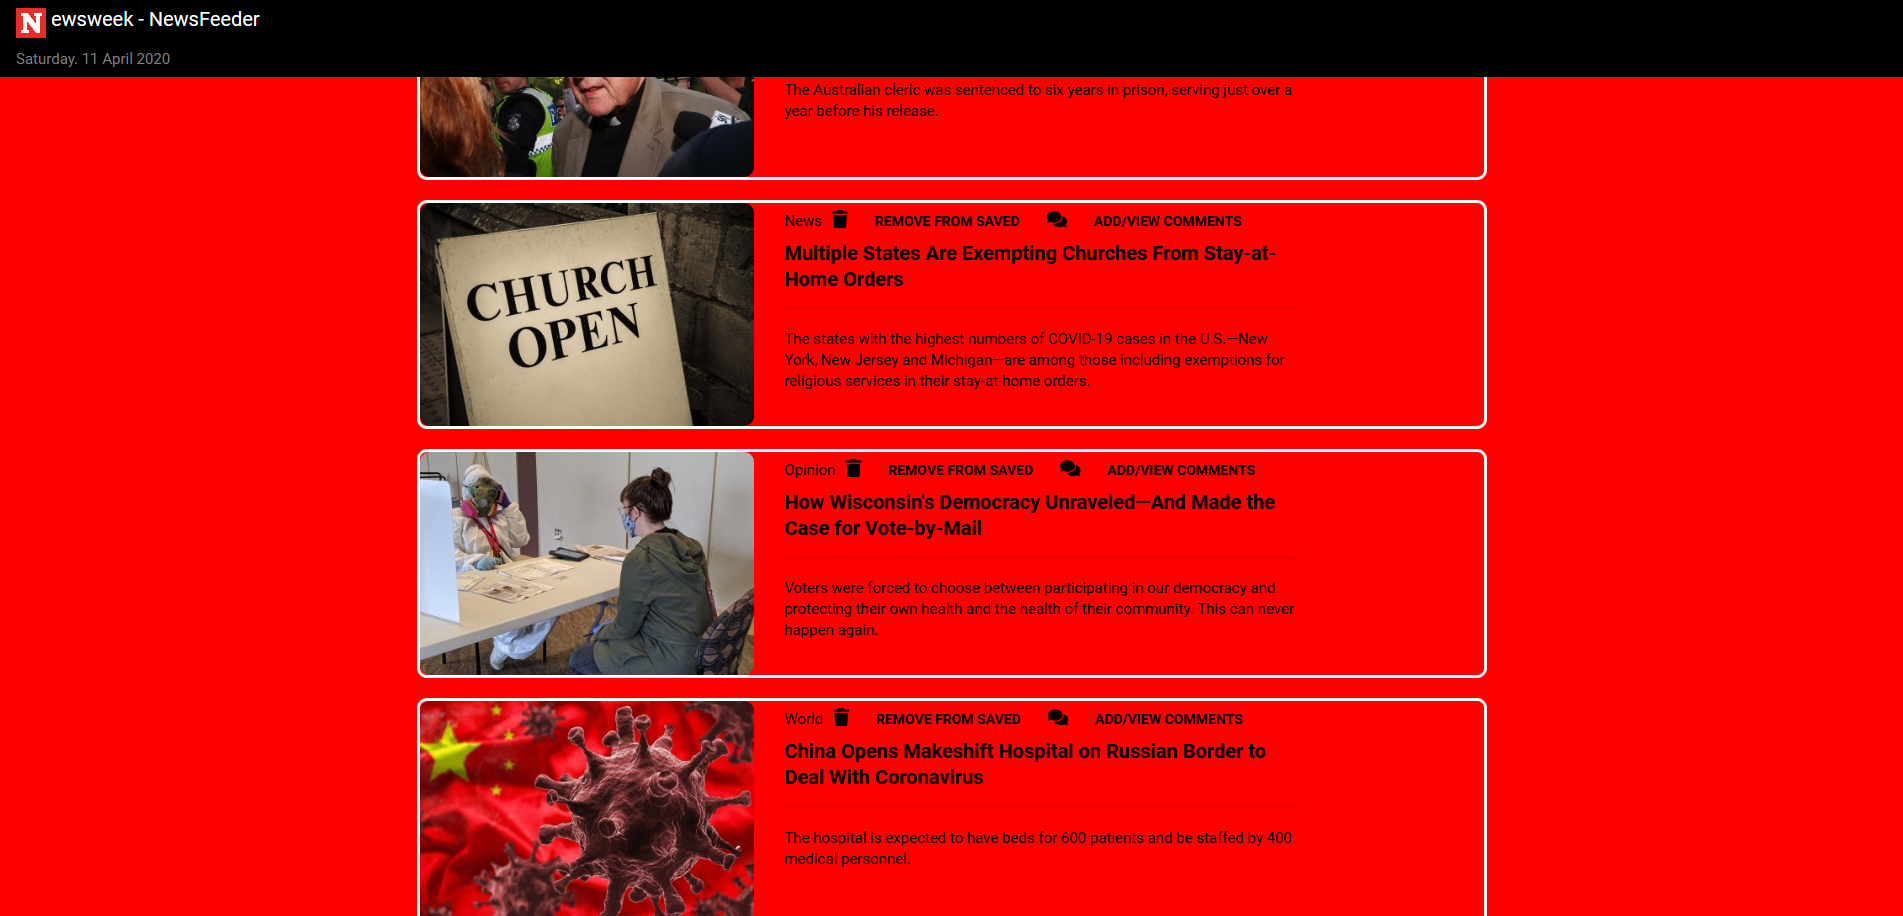 Newsweek - NewsFeeder
Saturday. 11 April 2020
The Australian cleric was sentenced to six years in prison, serving just over a
year before his release.
CHURCH
OPEN
News REMOVE FROM SAVED ADD/VIEW COMMENTS
Multiple States Are Exempting Churches From Stay-at-
Home Orders
The states with the highest numbers of COVID-19 cases in the U.S.—New
York, New Jersey and Michigan—are among those including exemptions for
religious services in their stay-at-home orders.
Opinion REMOVE FROM SAVED ADD/VIEW COMMENTS
How Wisconsin's Democracy Unraveled—And Made the
Case for Vote-by-Mail
Voters were forced to choose between participating in our democracy and
protecting their own health and the health of their community. This can never
happen again.
World REMOVE FROM SAVED ADD/VIEW COMMENTS
China Opens Makeshift Hospital on Russian Border to
Deal With Coronavirus
The hospital is expected to have beds for 600 patients and be staffed by 400
medical personnel.